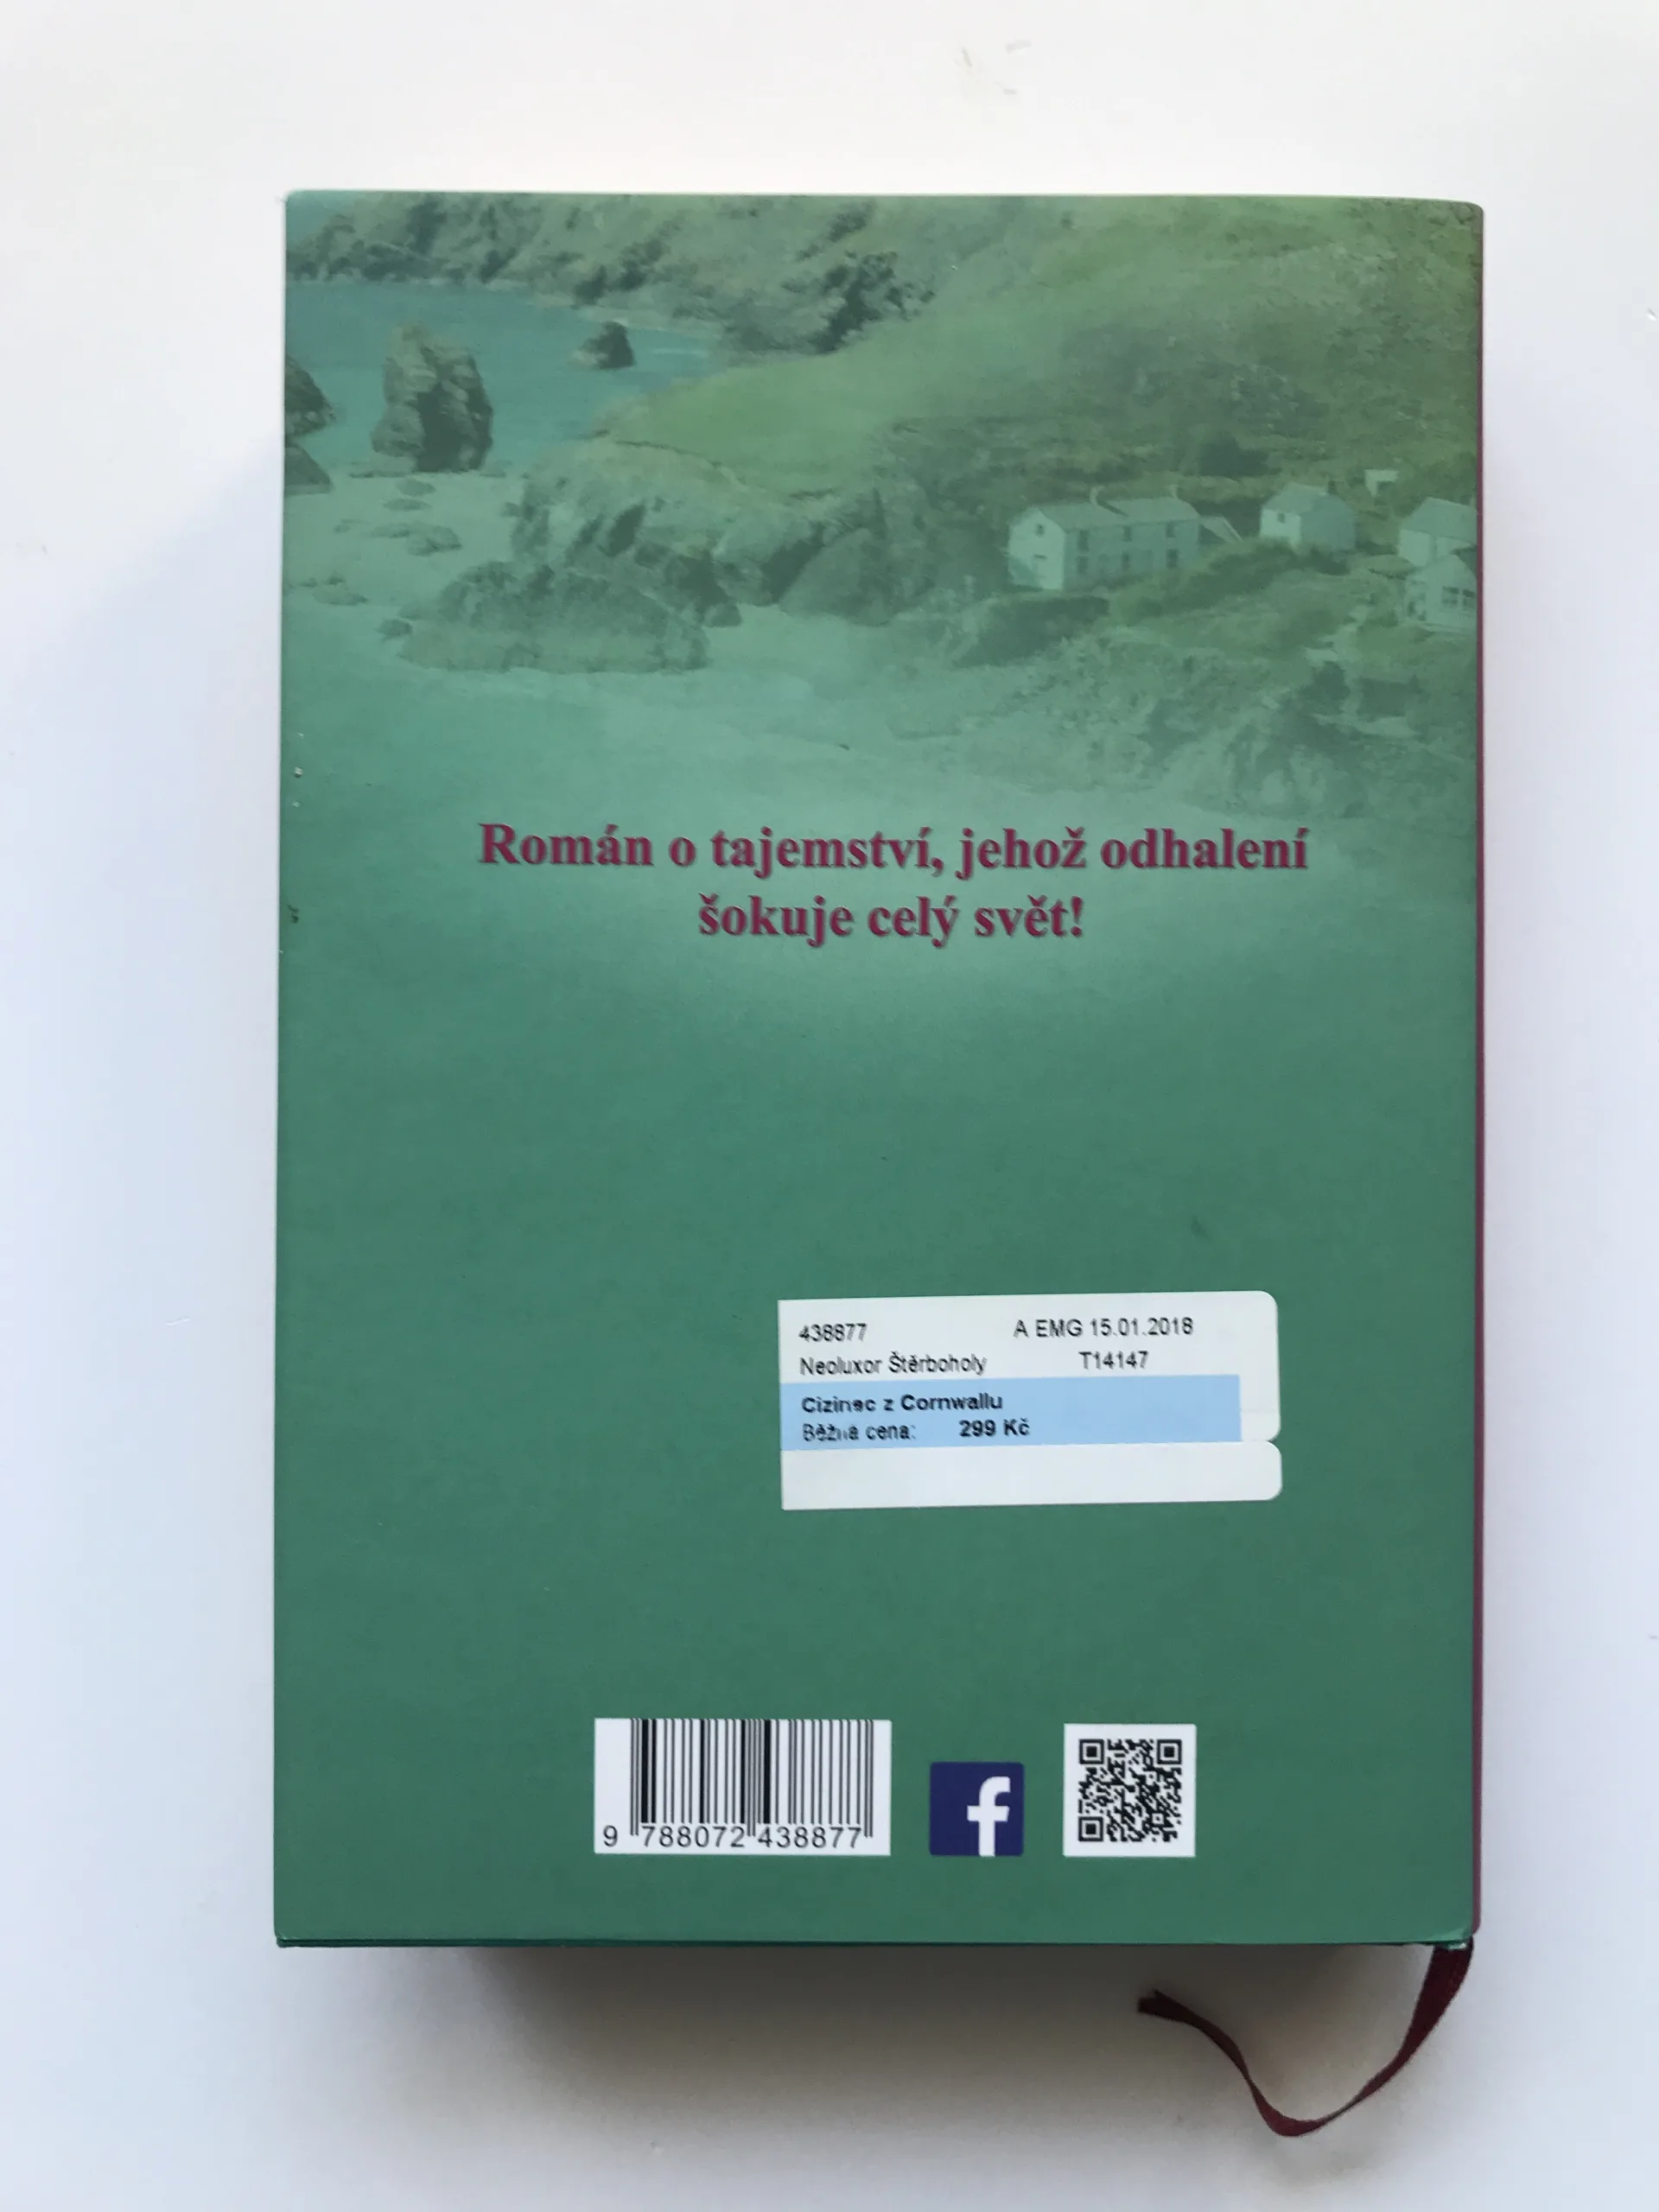 Román o tajemství, jehož odhalení
šokuje celý svět!
438877 A EMG 15.01.2018
Neoluxor Štěrboholy T14147
Cizinec z Cornwallu
Běžná cena: 299 Kč
9 788072 438877
f